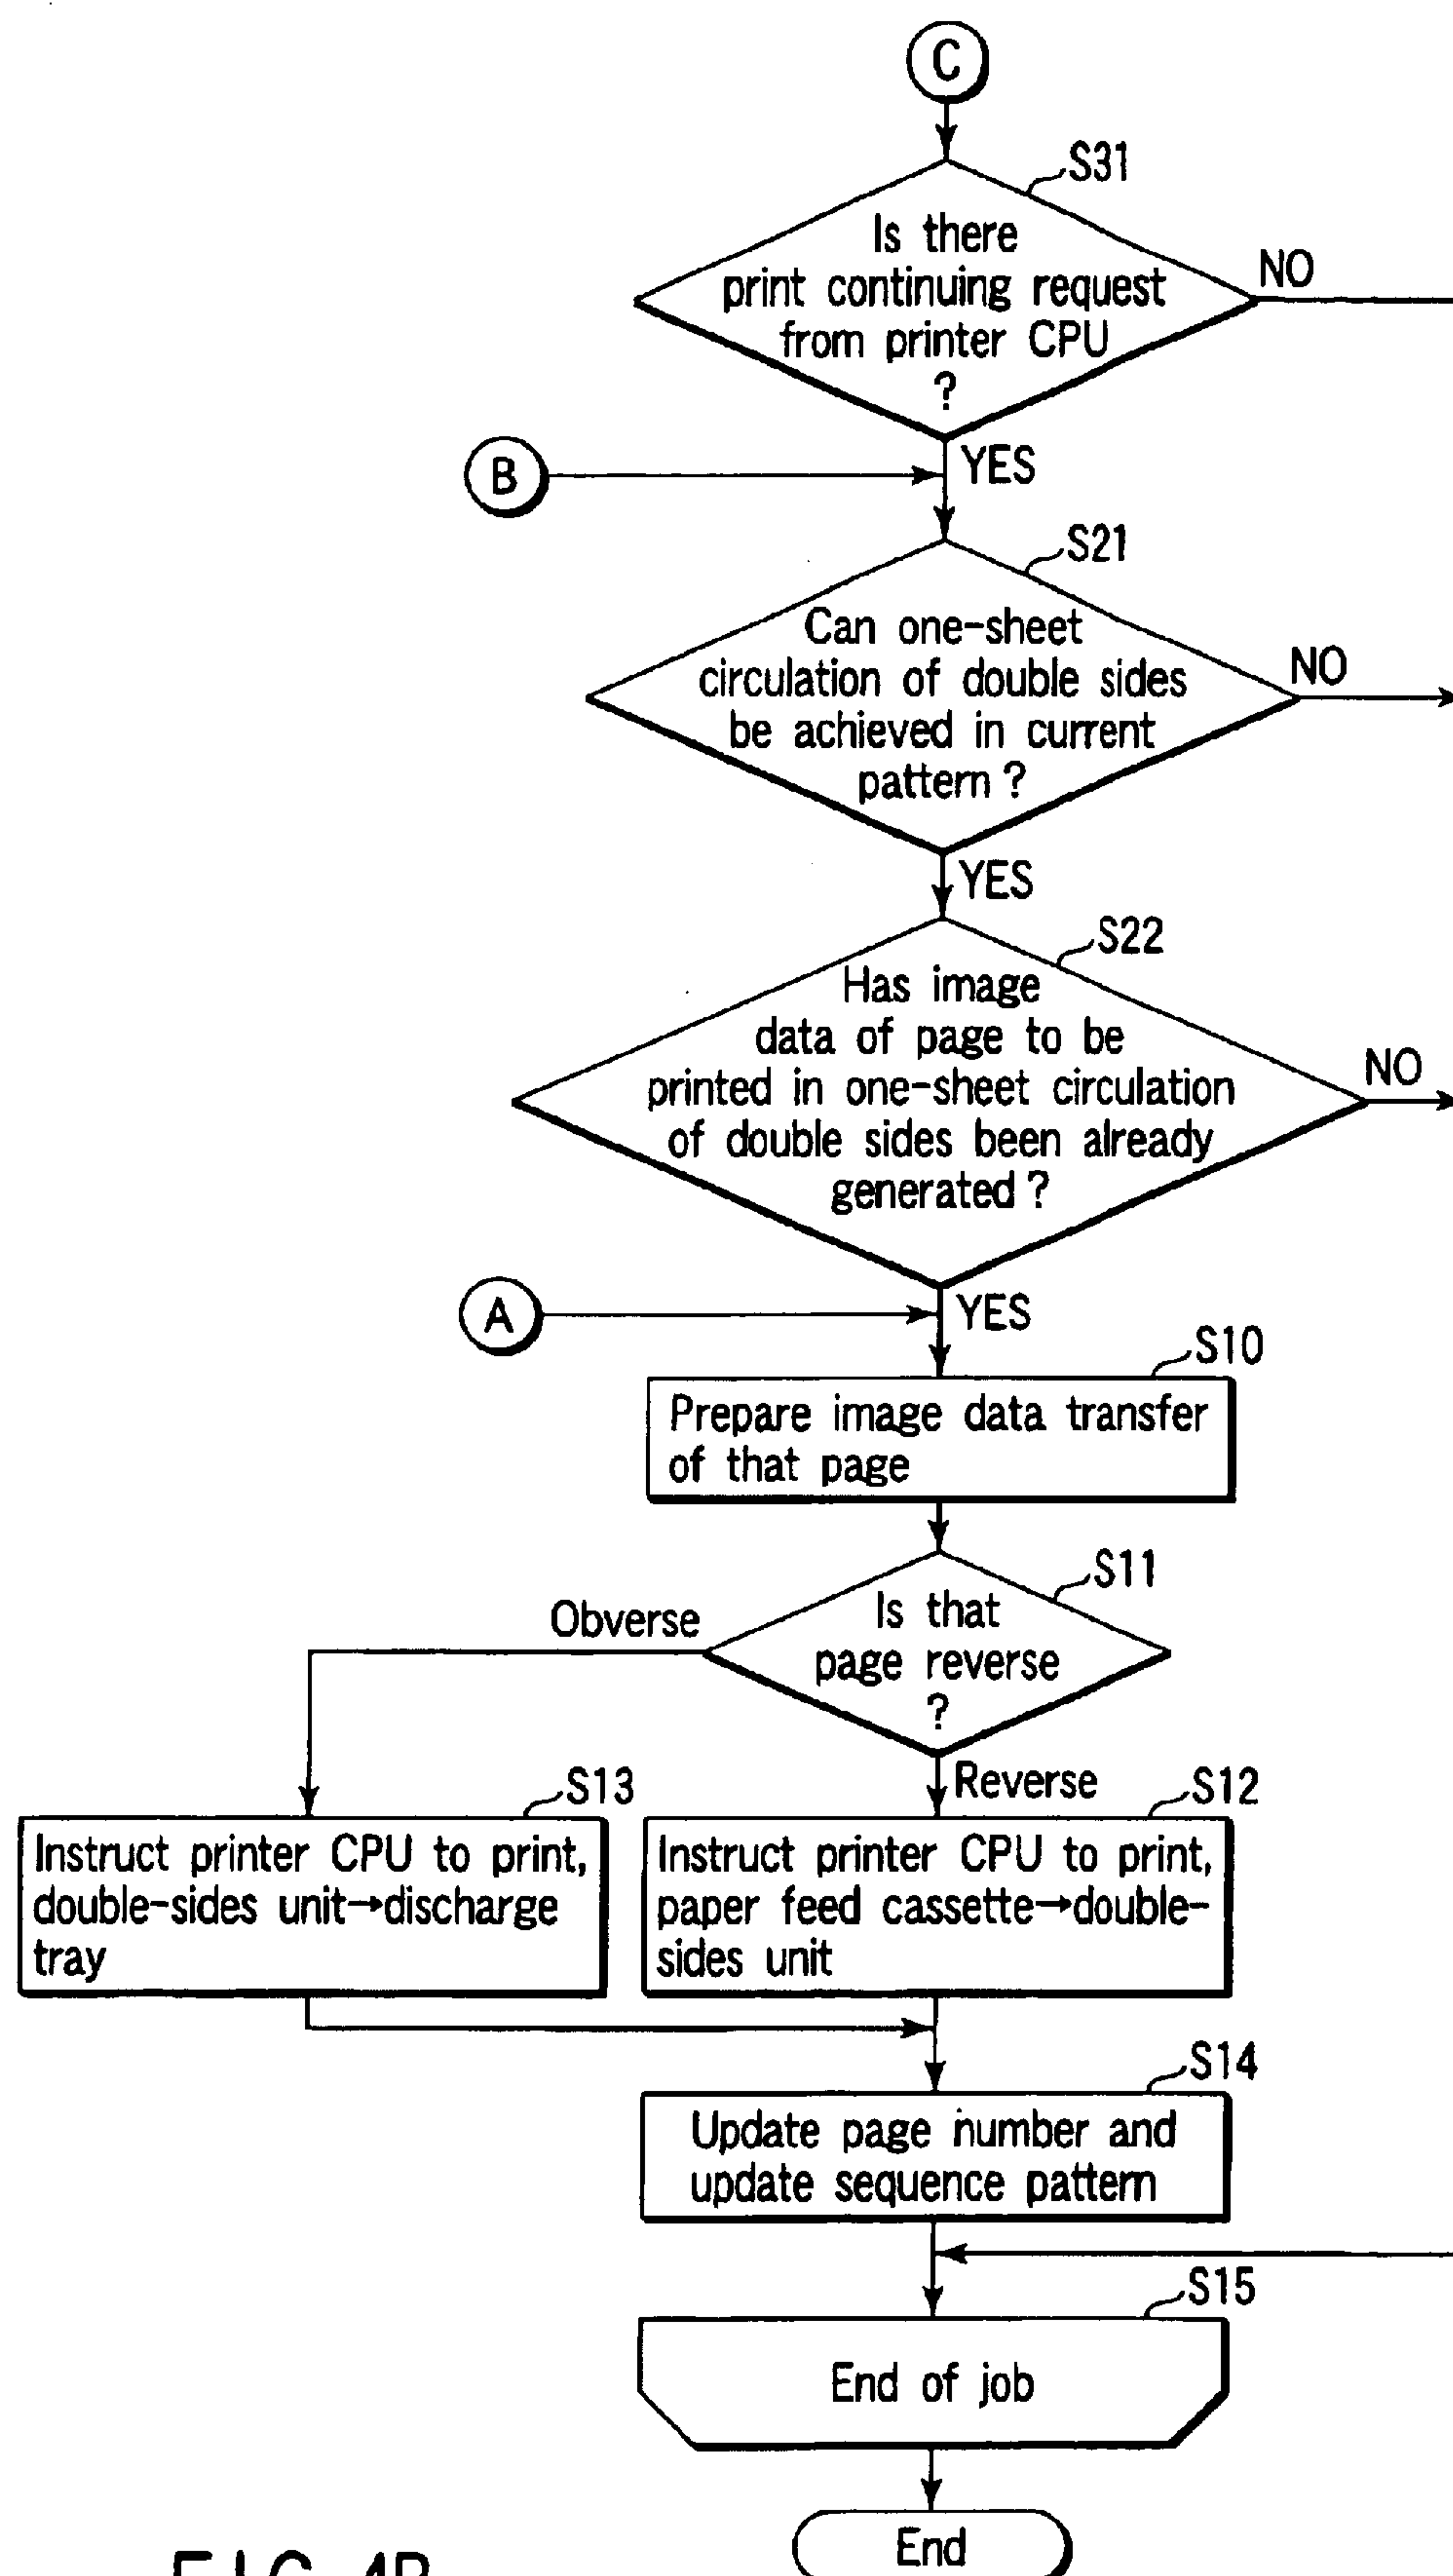 C
S31
Is there
print continuing request
from printer CPU
?
NO
B
YES
S21
Can one-sheet
circulation of double sides
be achieved in current
pattern ?
NO
YES
S22
Has image
data of page to be
printed in one-sheet circulation
of double sides been already
generated ?
NO
A
YES
S10
Prepare image data transfer
of that page
S11
Is that
page reverse
?
Obverse
Reverse
S13
Instruct printer CPU to print,
double-sides unit→discharge
tray
S12
Instruct printer CPU to print,
paper feed cassette→double-
sides unit
S14
Update page number and
update sequence pattern
S15
End of job
End
FIG. 4B